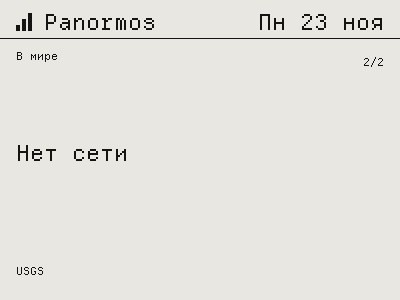 Panormos Пн 23 ноя
В мире
2/2
Нет сети
USGS